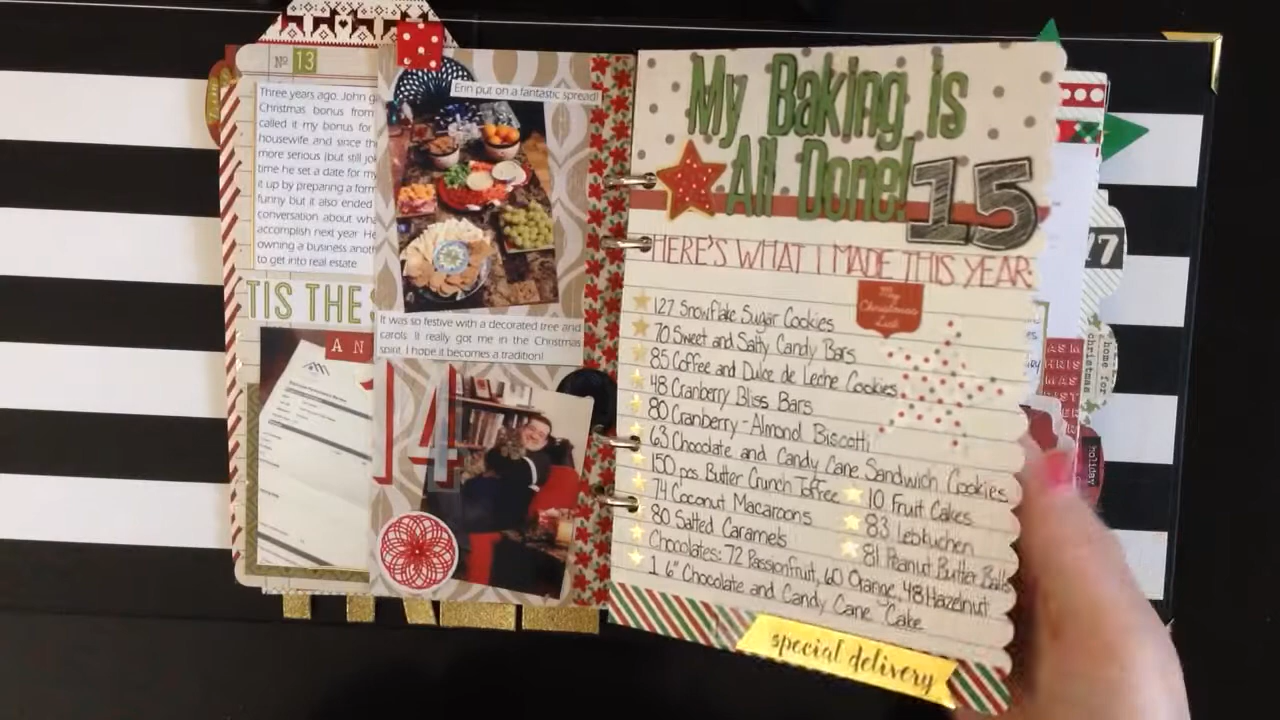 № 13
Three years ago, John
Christmas bonus from
called it my bonus for
housewife and since
more serious (but still
time he set a date for my
it up by preparing a
funny but it also ended
conversation about
accomplish next year.
owning a business
to get into real estate.
TIS THE
AN
Erin put on a fantastic spread!
It was so festive with a decorated tree and
carols. It really got me in the Christmas
spirit. I hope it becomes a tradition!
14
My Baking is
All Done!
15
HERE'S WHAT I MADE THIS YEAR:
My
Christmas
List
127 Snowflake Sugar Cookies
70 Sweet and Salty Candy Bars
85 Coffee and Dulce de Leche Cookies
48 Cranberry Bliss Bars
80 Cranberry-Almond Biscotti
63 Chocolate and Candy Cane Sandwich Cookies
150 pcs Butter Crunch Toffee
10 Fruit Cakes
74 Coconut Macaroons
83 Lebkuchen
80 Salted Caramels
81 Peanut Butter Balls
Chocolates: 72 Passionfruit, 60 Orange, 48 Hazelnut
1 6" Chocolate and Candy Cane Cake
special delivery
17
home for
christmas
holiday